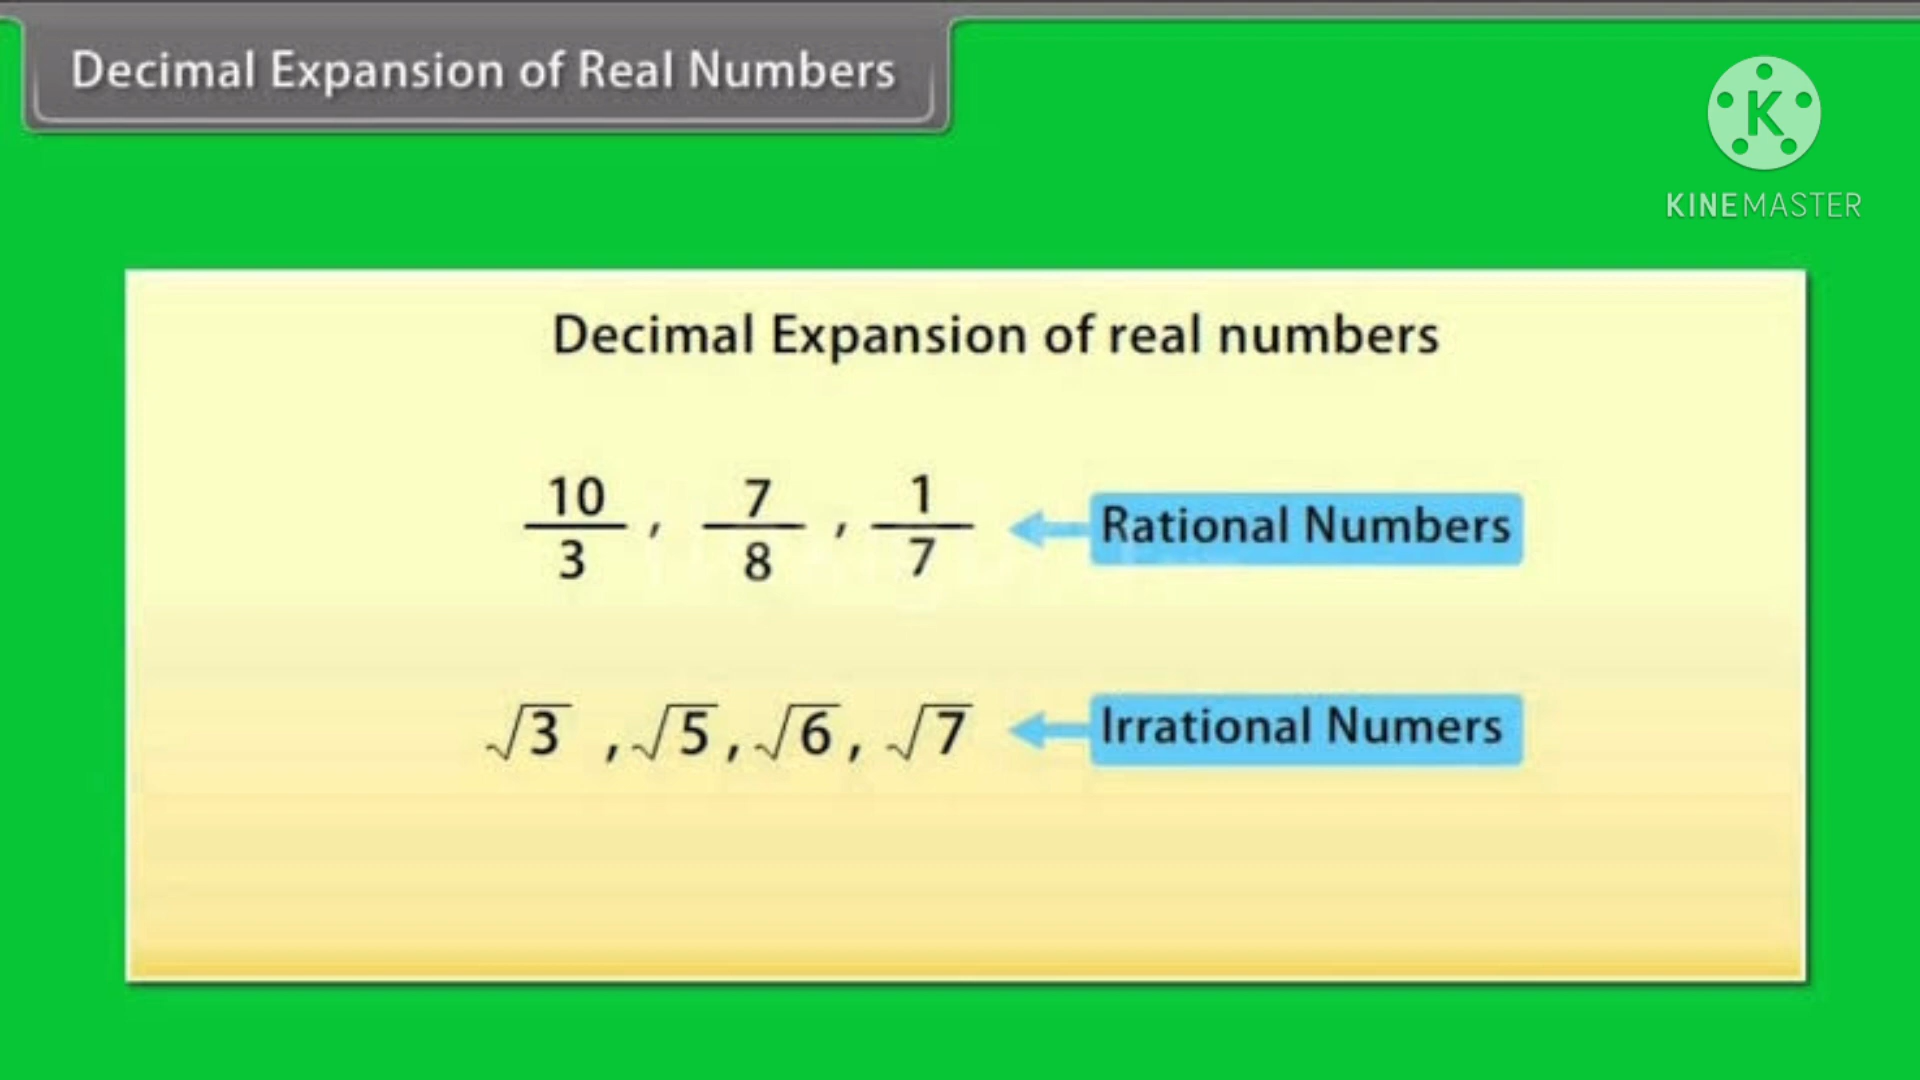 Decimal Expansion of Real Numbers
K
KINEMASTER
Decimal Expansion of real numbers
10/3, 7/8, 1/7 Rational Numbers
√3 ,√5, √6, √7 Irrational Numers